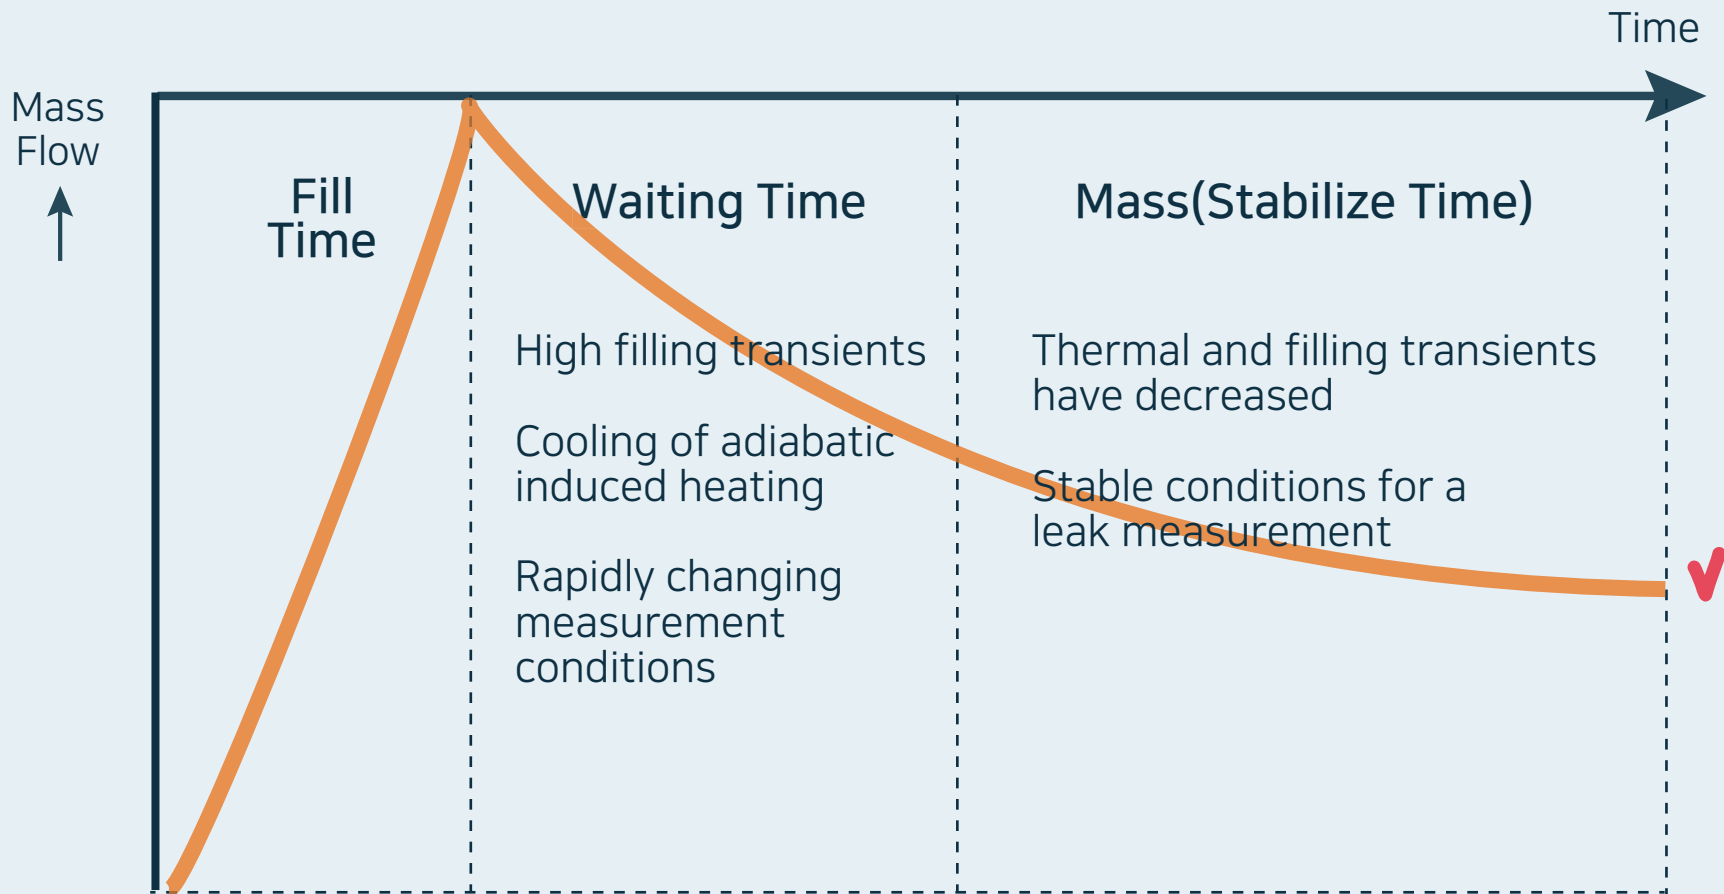 Time
Mass
Flow
Fill
Time
Waiting Time
Mass(Stabilize Time)
High filling transients
Cooling of adiabatic
induced heating
Rapidly changing
measurement
conditions
Thermal and filling transients
have decreased
Stable conditions for a
leak measurement